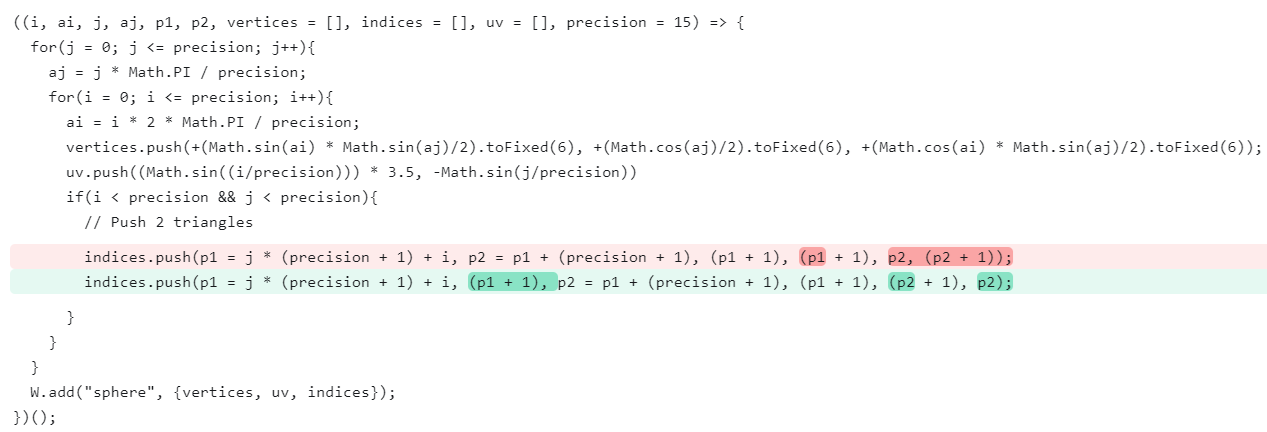 ((i, ai, j, aj, p1, p2, vertices = [], indices = [], uv = [], precision = 15) => {
  for(j = 0; j <= precision; j++){
    aj = j * Math.PI / precision;
    for(i = 0; i <= precision; i++){
      ai = i * 2 * Math.PI / precision;
      vertices.push(+(Math.sin(ai) * Math.sin(aj)/2).toFixed(6), +(Math.cos(aj)/2).toFixed(6), +(Math.cos(ai) * Math.sin(aj)/2).toFixed(6));
      uv.push((Math.sin((i/precision))) * 3.5, -Math.sin(j/precision))
      if(i < precision && j < precision){
        // Push 2 triangles
        indices.push(p1 = j * (precision + 1) + i, p2 = p1 + (precision + 1), (p1 + 1), (p1 + 1), p2, (p2 + 1));
        indices.push(p1 = j * (precision + 1) + i, (p1 + 1), p2 = p1 + (precision + 1), (p1 + 1), (p2 + 1), p2);
      }
    }
  }
  W.add("sphere", {vertices, uv, indices});
})();